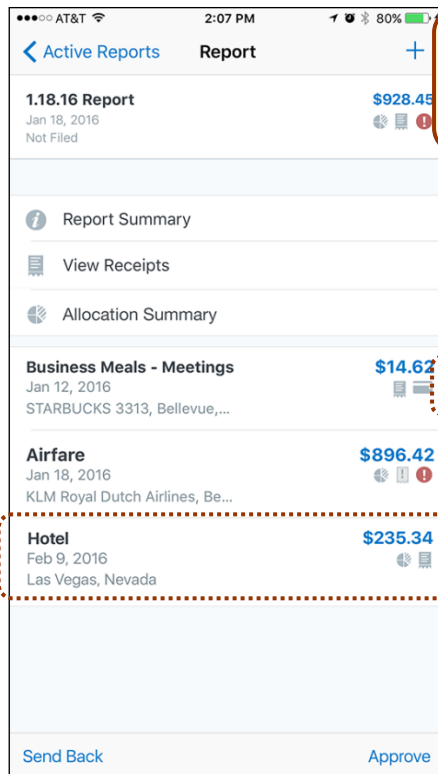 AT&T 2:07 PM 80%
Active Reports Report +
1.18.16 Report $928.45
Jan 18, 2016
Not Filed
Report Summary
View Receipts
Allocation Summary
Business Meals - Meetings $14.62
Jan 12, 2016
STARBUCKS 3313, Bellevue,...
Airfare $896.42
Jan 18, 2016
KLM Royal Dutch Airlines, Be...
Hotel $235.34
Feb 9, 2016
Las Vegas, Nevada
Send Back Approve